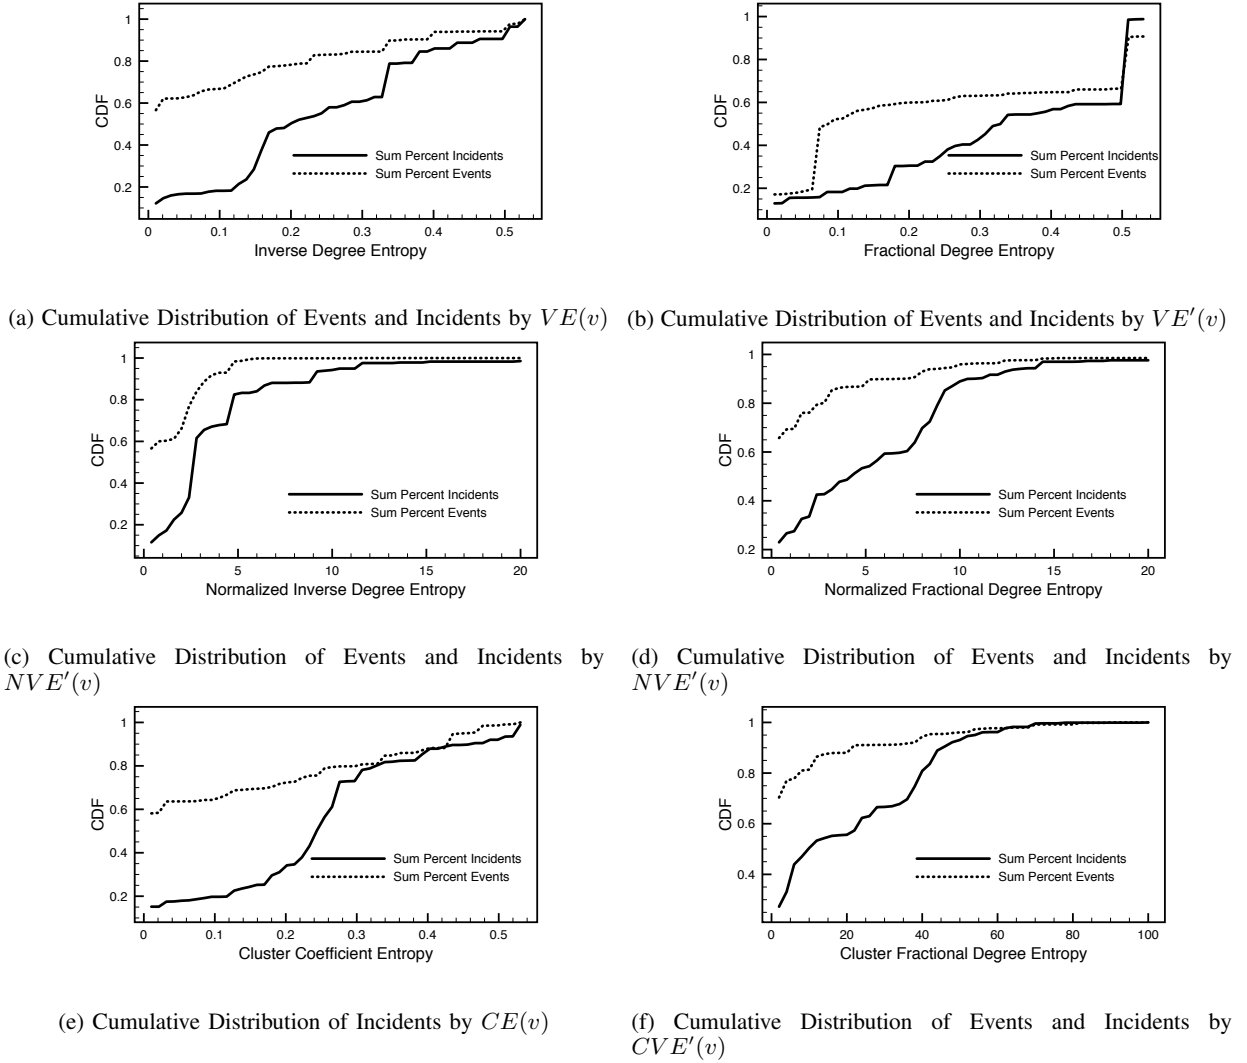 1
0.8
0.6
0.4
0.2
CDF
Sum Percent Incidents
Sum Percent Events
0 0.1 0.2 0.3 0.4 0.5
Inverse Degree Entropy
1
0.8
0.6
0.4
0.2
CDF
Sum Percent Incidents
Sum Percent Events
0 0.1 0.2 0.3 0.4 0.5
Fractional Degree Entropy
(a) Cumulative Distribution of Events and Incidents by VE(v)
(b) Cumulative Distribution of Events and Incidents by VE′(v)
1
0.8
0.6
0.4
0.2
CDF
Sum Percent Incidents
Sum Percent Events
0 5 10 15 20
Normalized Inverse Degree Entropy
1
0.8
0.6
0.4
0.2
CDF
Sum Percent Incidents
Sum Percent Events
0 5 10 15 20
Normalized Fractional Degree Entropy
(c) Cumulative Distribution of Events and Incidents by
NVE′(v)
(d) Cumulative Distribution of Events and Incidents by
NVE′(v)
1
0.8
0.6
0.4
0.2
CDF
Sum Percent Incidents
Sum Percent Events
0 0.1 0.2 0.3 0.4 0.5
Cluster Coefficient Entropy
1
0.8
0.6
0.4
CDF
Sum Percent Incidents
Sum Percent Events
0 20 40 60 80 100
Cluster Fractional Degree Entropy
(e) Cumulative Distribution of Incidents by CE(v)
(f) Cumulative Distribution of Events and Incidents by
CVE′(v)